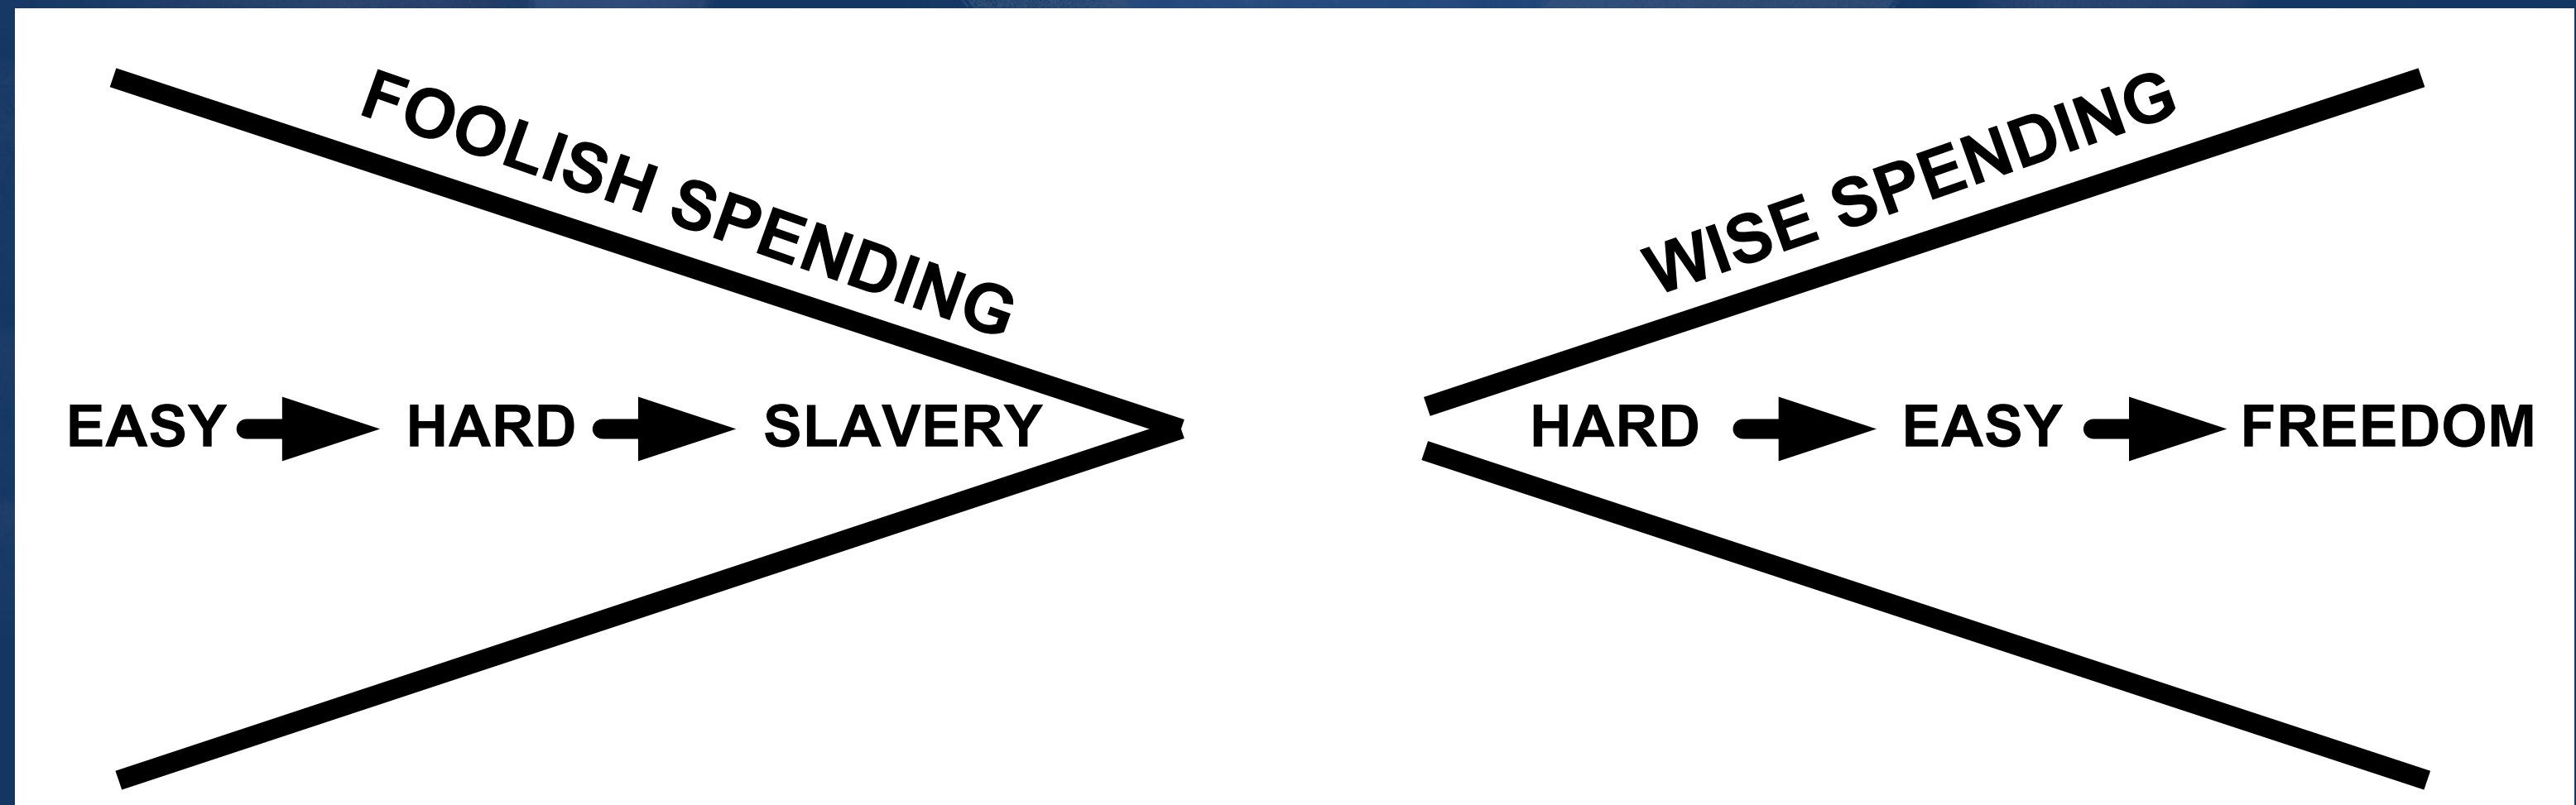 FOOLISH SPENDING
EASY HARD SLAVERY
WISE SPENDING
HARD EASY FREEDOM